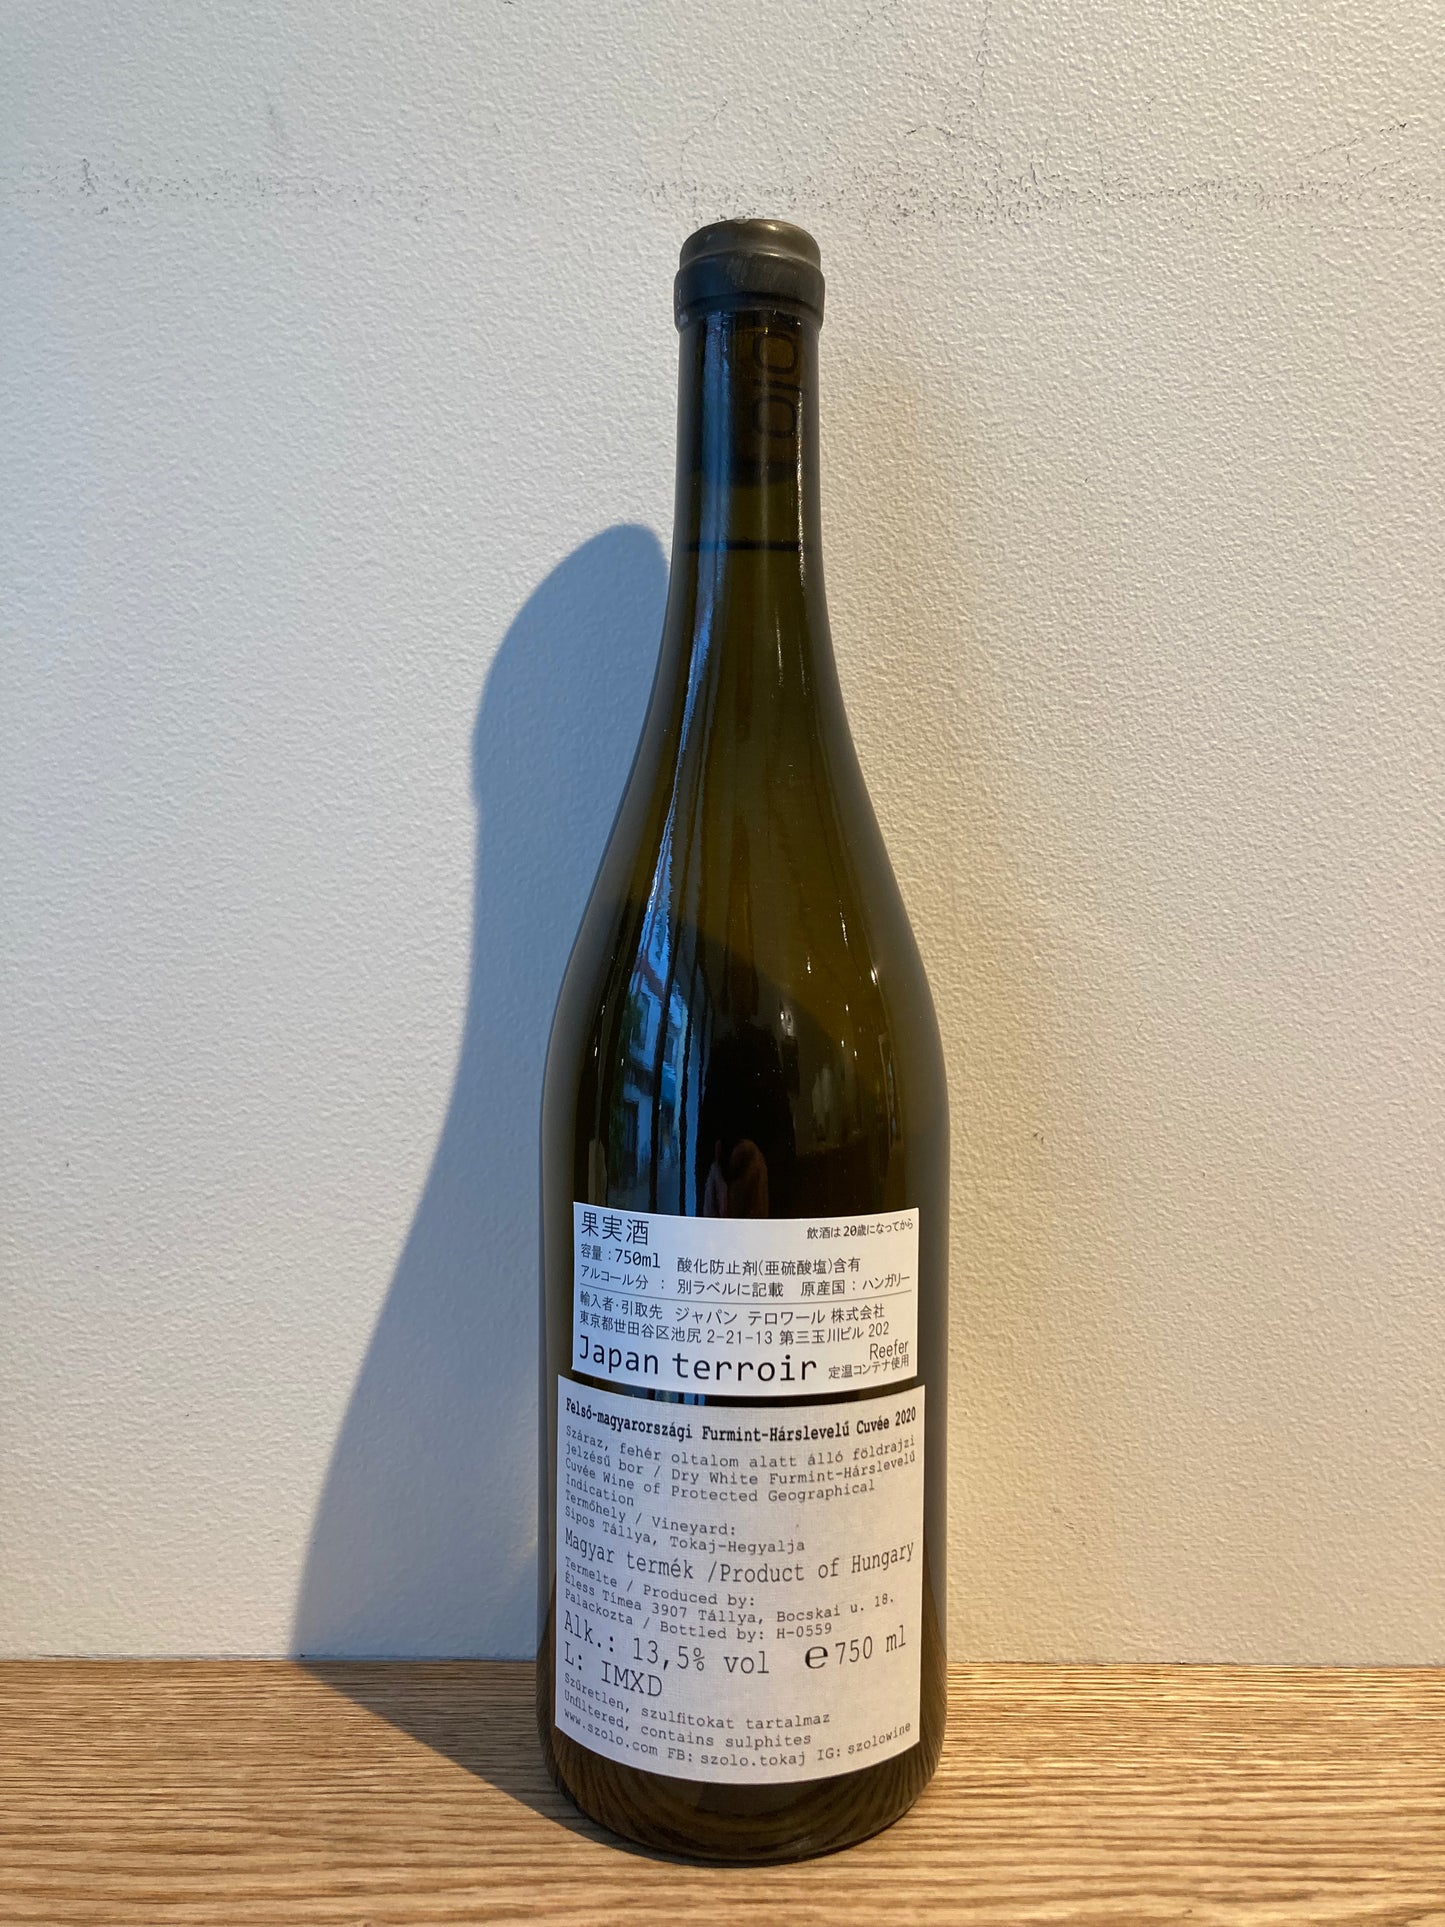 果実酒 飲酒は20歳になってから
容量:750ml 酸化防止剤(亜硫酸塩)含有
アルコール分 : 別ラベルに記載 原産国 : ハンガリー
輸入者・引取先 ジャパン テロワール 株式会社
東京都世田谷区池尻 2-21-13 第三玉川ビル 202
Japan terroir Reefer
定温コンテナ使用
Felső-magyarországi Furmint-Hárslevelű Cuvée 2020
Száraz, fehér oltalom alatt álló földrajzi
jelzésű bor / Dry White Furmint-Hárslevelű
Cuvée Wine of Protected Geographical
Indication
Termőhely / Vineyard:
Sipos Tállya, Tokaj-Hegyalja
Magyar termék /Product of Hungary
Termelte / Produced by:
Éless Tímea 3907 Tállya, Bocskai u. 18.
Palackozta / Bottled by: H-0559
Alk.: 13,5% vol ℮ 750 ml
L: IMXD
Szűretlen, szulfitokat tartalmaz
Unfiltered, contains sulphites
www.szolo.com FB: szolo.tokaj IG: szolowine